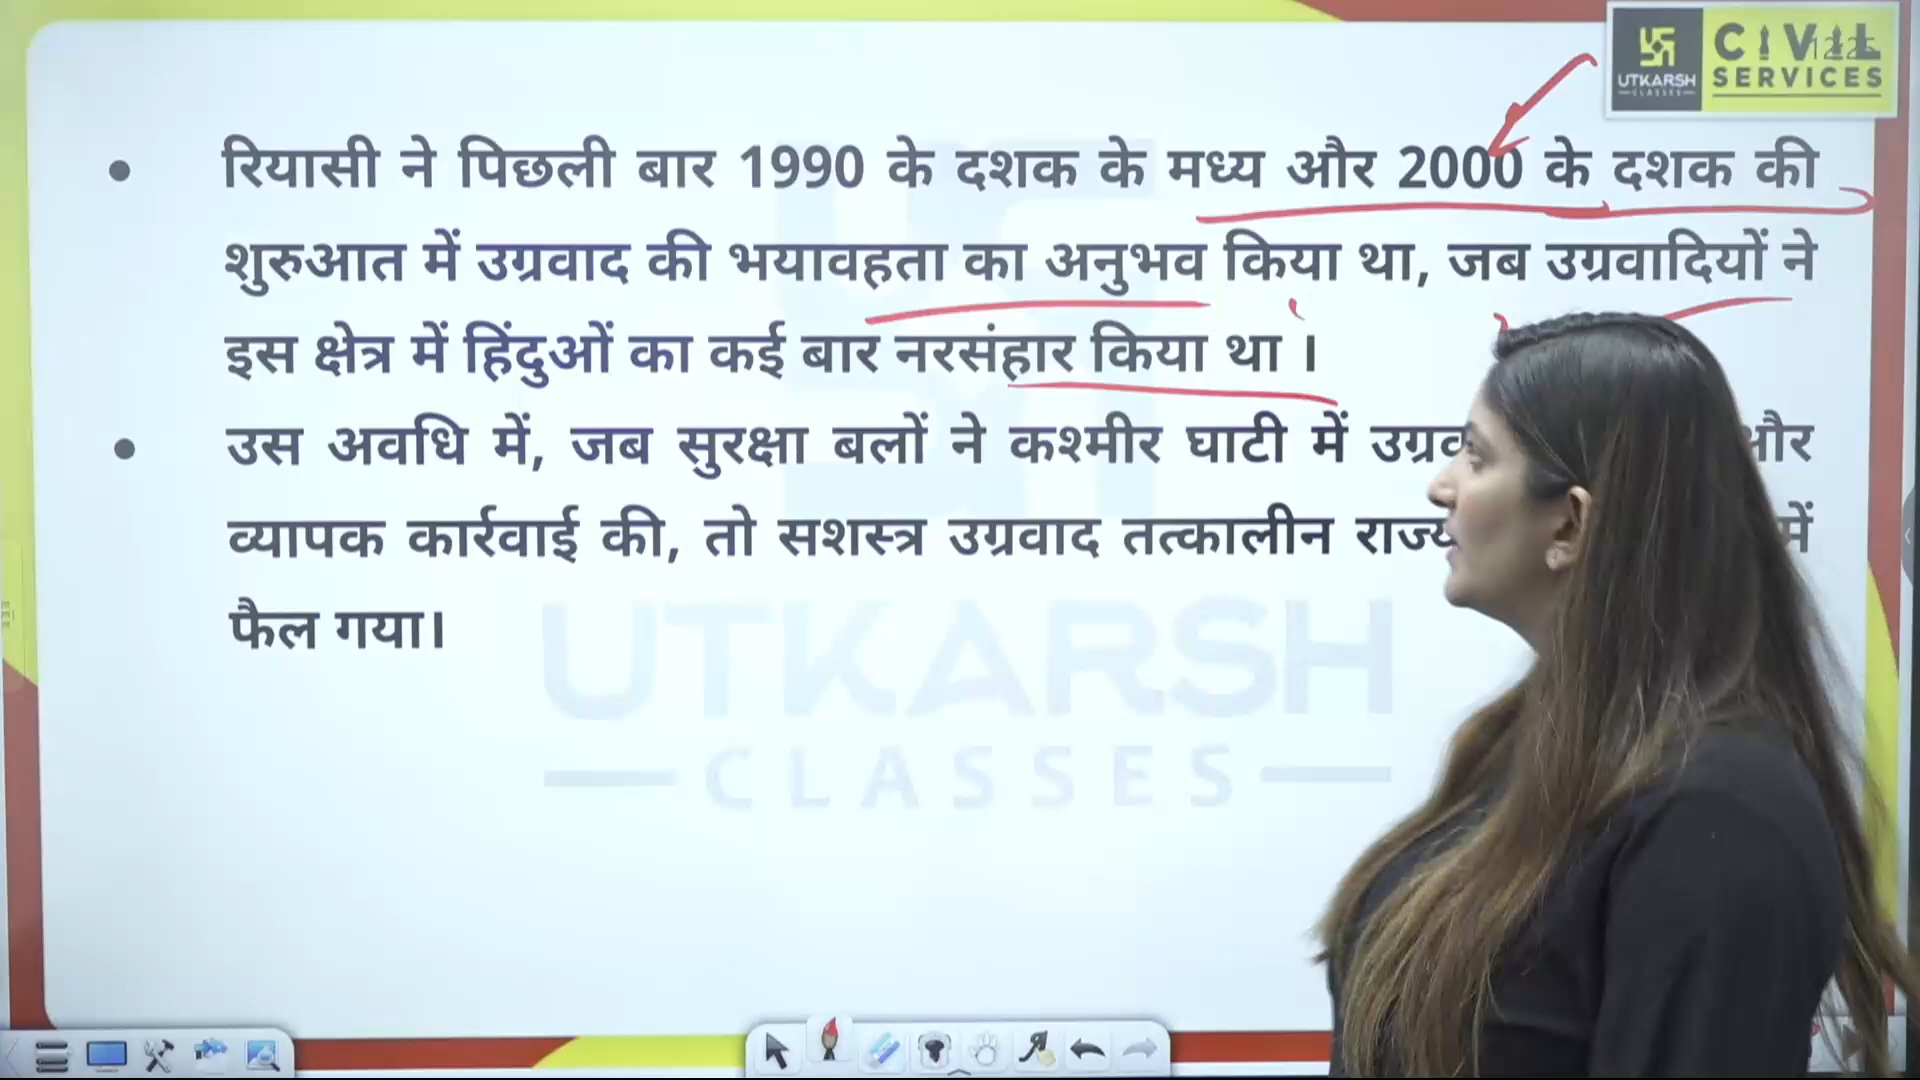 CIVIL
UTKARSH
SERVICES
CLASSES
रियासी ने पिछली बार 1990 के दशक के मध्य और 2000 के दशक की
शुरुआत में उग्रवाद की भयावहता का अनुभव किया था, जब उग्रवादियों ने
इस क्षेत्र में हिंदुओं का कई बार नरसंहार किया था ।
उस अवधि में, जब सुरक्षा बलों ने कश्मीर घाटी में और
व्यापक कार्रवाई की, तो सशस्त्र उग्रवाद तत्कालीन में
फैल गया।
UTKARSH
CLASSES